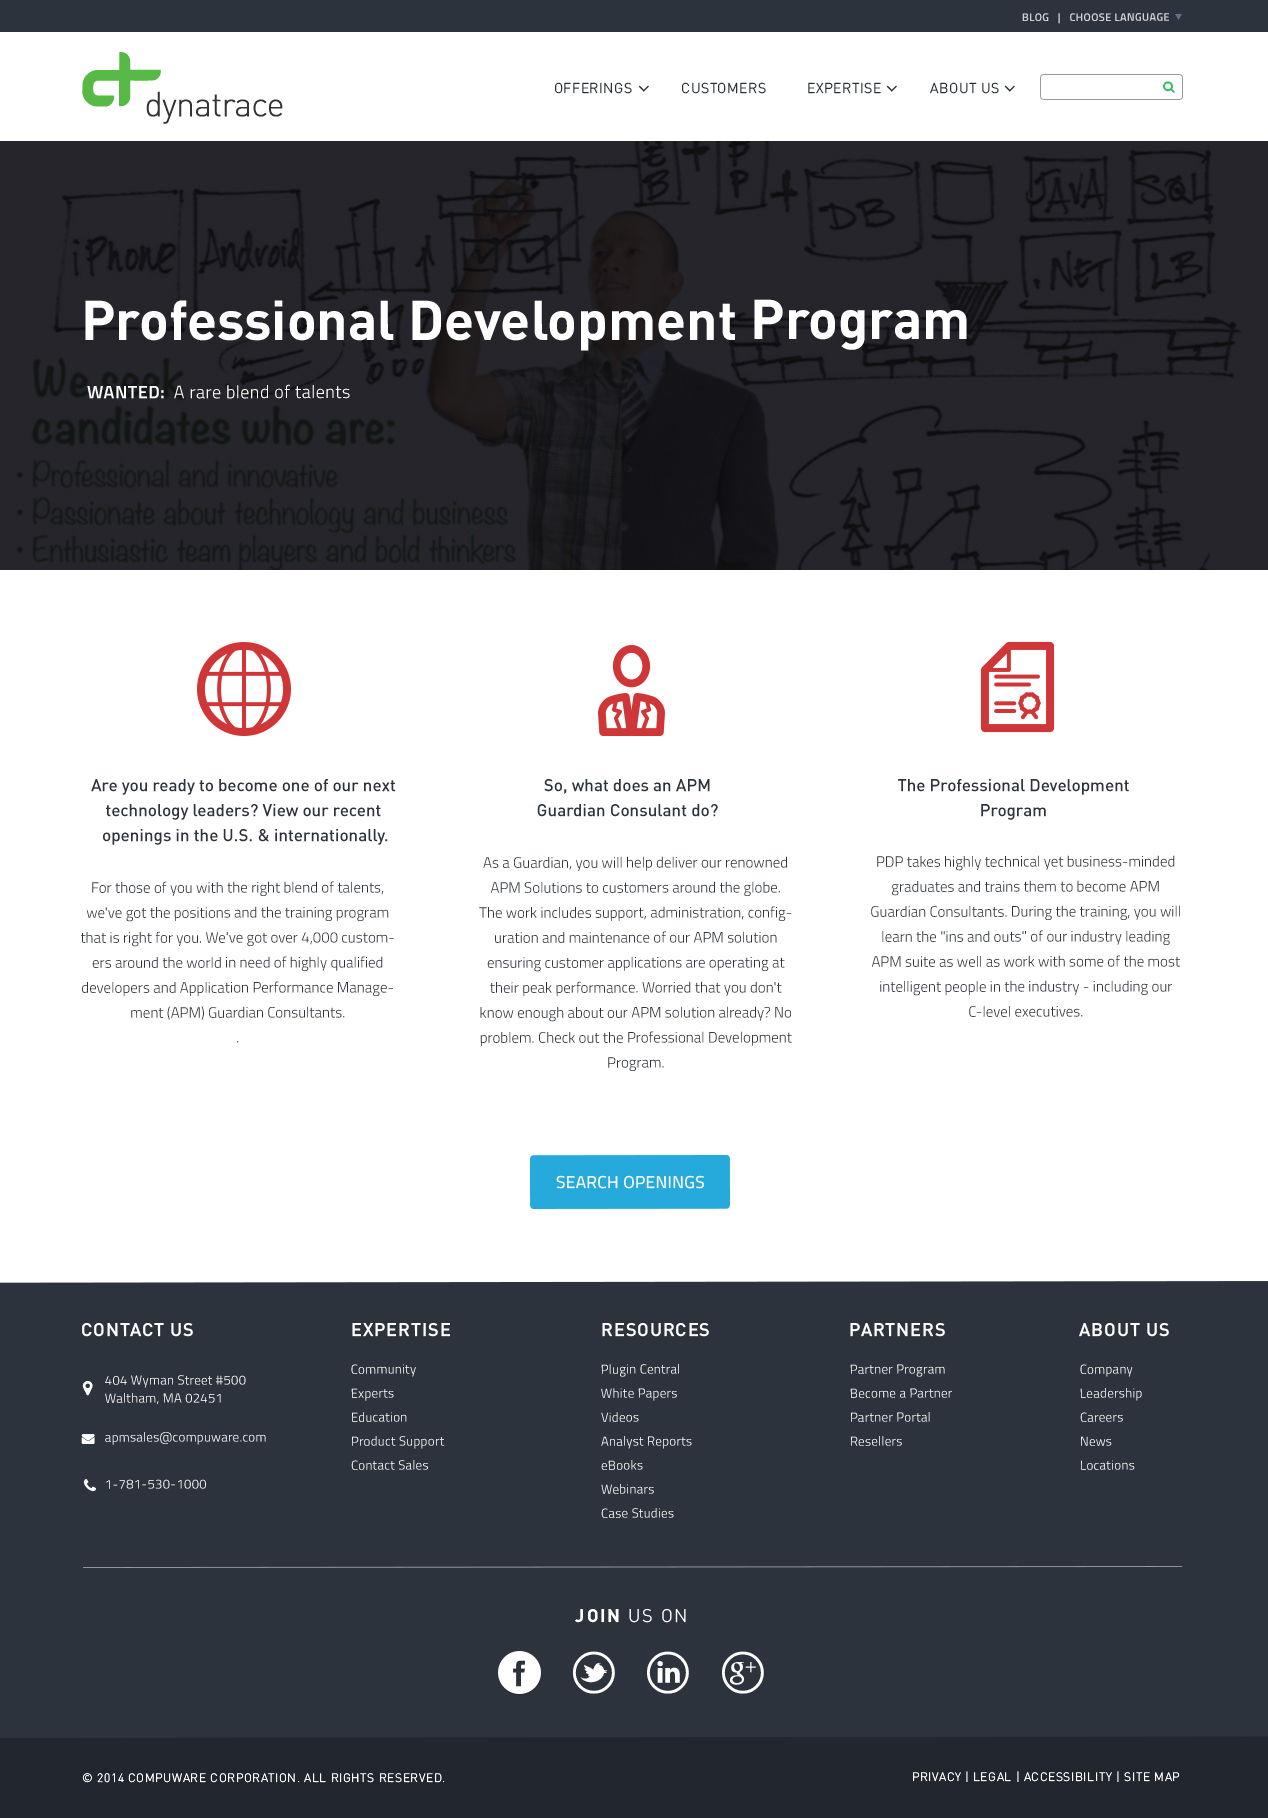 BLOG | CHOOSE LANGUAGE
dynatrace
OFFERINGS CUSTOMERS EXPERTISE ABOUT US
B + P + DB JAVA SQL
iPhone Android .NET LB
Professional Development Program
We seek
WANTED: A rare blend of talents
candidates who are:
• Professional and innovative
• Passionate about technology and business
• Enthusiastic team players and bold thinkers
Are you ready to become one of our next
technology leaders? View our recent
openings in the U.S. & internationally.
For those of you with the right blend of talents,
we've got the positions and the training program
that is right for you. We've got over 4,000 custom-
ers around the world in need of highly qualified
developers and Application Performance Manage-
ment (APM) Guardian Consultants.
.
So, what does an APM
Guardian Consulant do?
As a Guardian, you will help deliver our renowned
APM Solutions to customers around the globe.
The work includes support, administration, config-
uration and maintenance of our APM solution
ensuring customer applications are operating at
their peak performance. Worried that you don't
know enough about our APM solution already? No
problem. Check out the Professional Development
Program.
The Professional Development
Program
PDP takes highly technical yet business-minded
graduates and trains them to become APM
Guardian Consultants. During the training, you will
learn the "ins and outs" of our industry leading
APM suite as well as work with some of the most
intelligent people in the industry - including our
C-level executives.
SEARCH OPENINGS
CONTACT US
404 Wyman Street #500
Waltham, MA 02451
apmsales@compuware.com
1-781-530-1000
EXPERTISE
Community
Experts
Education
Product Support
Contact Sales
RESOURCES
Plugin Central
White Papers
Videos
Analyst Reports
eBooks
Webinars
Case Studies
PARTNERS
Partner Program
Become a Partner
Partner Portal
Resellers
ABOUT US
Company
Leadership
Careers
News
Locations
JOIN US ON
f in g+
© 2014 COMPUWARE CORPORATION. ALL RIGHTS RESERVED.
PRIVACY | LEGAL | ACCESSIBILITY | SITE MAP